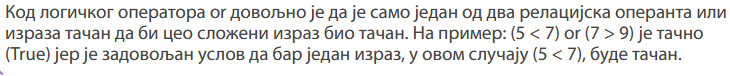 Код логичког оператора or довољно је да је само један од два релацијска операнта или
израза тачан да би цео сложени израз био тачан. На пример: (5 < 7) or (7 > 9) је тачно
(True) јер је задовољан услов да бар један израз, у овом случају (5 < 7), буде тачан.